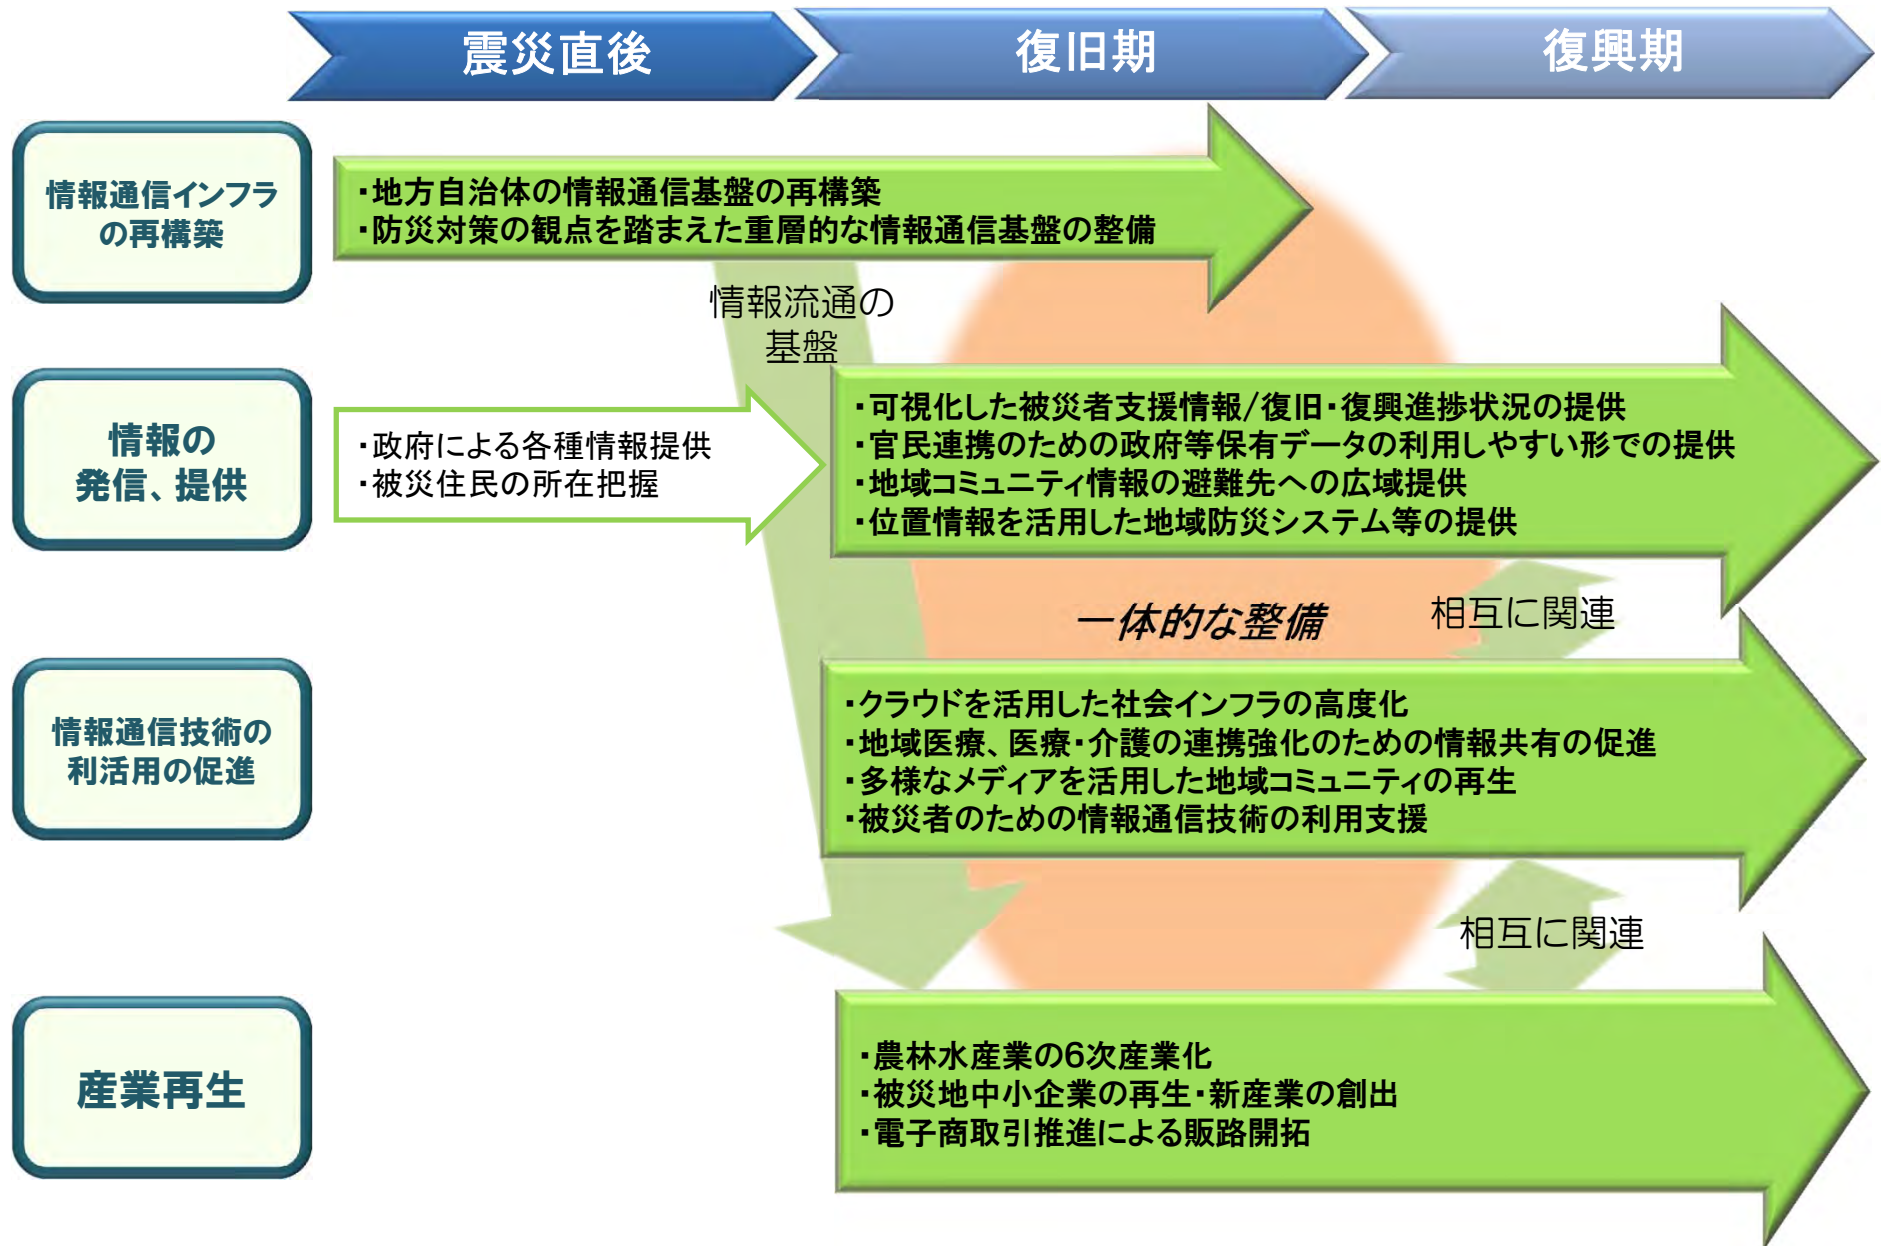 震災直後
復旧期
復興期
情報通信インフラ
の再構築
・地方自治体の情報通信基盤の再構築
・防災対策の観点を踏まえた重層的な情報通信基盤の整備
情報流通の
基盤
情報の
発信、提供
・政府による各種情報提供
・被災住民の所在把握
・可視化した被災者支援情報/復旧・復興進捗状況の提供
・官民連携のための政府等保有データの利用しやすい形での提供
・地域コミュニティ情報の避難先への広域提供
・位置情報を活用した地域防災システム等の提供
一体的な整備
相互に関連
情報通信技術の
利活用の促進
・クラウドを活用した社会インフラの高度化
・地域医療、医療・介護の連携強化のための情報共有の促進
・多様なメディアを活用した地域コミュニティの再生
・被災者のための情報通信技術の利用支援
相互に関連
産業再生
・農林水産業の6次産業化
・被災地中小企業の再生・新産業の創出
・電子商取引推進による販路開拓